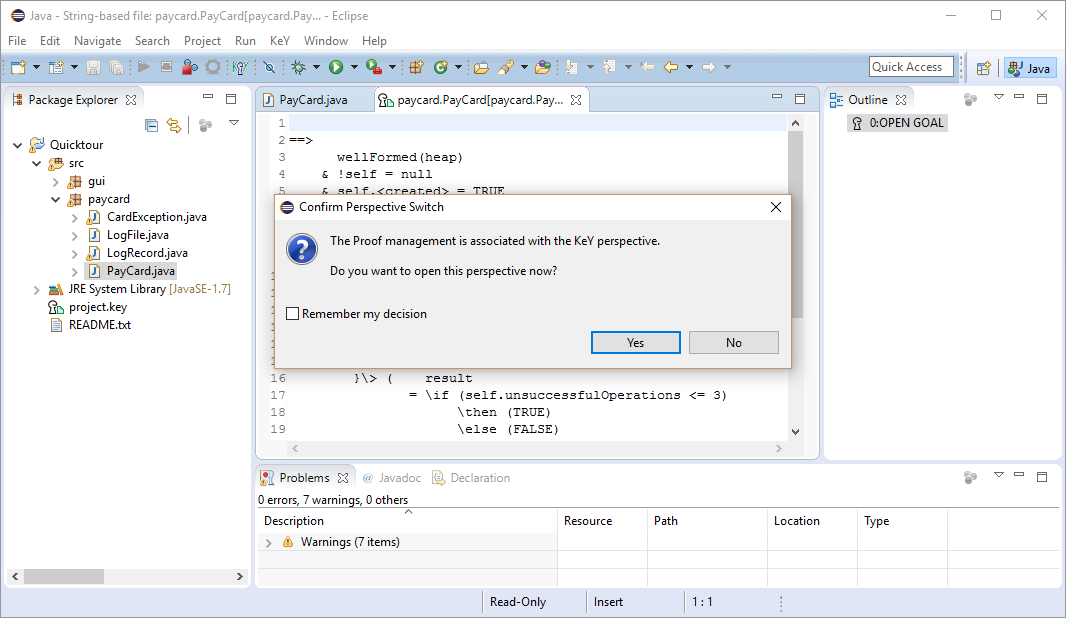 Java - String-based file: paycard.PayCard[paycard.Pay... - Eclipse
File Edit Navigate Search Project Run KeY Window Help
Quick Access
Java
Package Explorer
Quicktour
src
gui
paycard
CardException.java
LogFile.java
LogRecord.java
PayCard.java
JRE System Library [JavaSE-1.7]
project.key
README.txt
PayCard.java
paycard.PayCard[paycard.Pay...
1
2 ==>
3 wellFormed(heap)
4 & !self = null
5 & self.<created> = TRUE
Confirm Perspective Switch
The Proof management is associated with the KeY perspective.
Do you want to open this perspective now?
Remember my decision
Yes No
16 }\> ( result
17 = \if (self.unsuccessfulOperations <= 3)
18 \then (TRUE)
19 \else (FALSE)
Outline
0:OPEN GOAL
Problems @ Javadoc Declaration
0 errors, 7 warnings, 0 others
Description Resource Path Location Type
Warnings (7 items)
Read-Only Insert 1 : 1